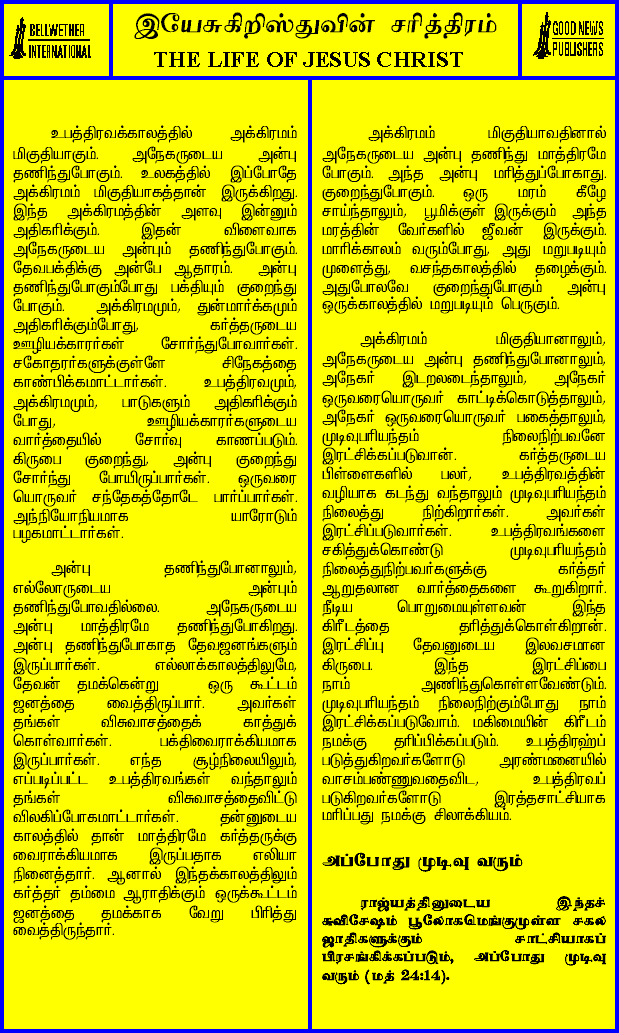 BELLWETHER
INTERNATIONAL
இயேசுகிறிஸ்துவின் சரித்திரம்
THE LIFE OF JESUS CHRIST
GOOD NEWS
PUBLISHERS
உபத்திரவக்காலத்தில் அக்கிரமம்
மிகுதியாகும். அநேகருடைய அன்பு
தணிந்துபோகும். உலகத்தில் இப்போதே
அக்கிரமம் மிகுதியாகத்தான் இருக்கிறது.
இந்த அக்கிரமத்தின் அளவு இன்னும்
அதிகரிக்கும். இதன் விளைவாக
அநேகருடைய அன்பும் தணிந்துபோகும்.
தேவபக்திக்கு அன்பே ஆதாரம். அன்பு
தணிந்துபோகும்போது பக்தியும் குறைந்து
போகும். அக்கிரமமும், துன்மார்க்கமும்
அதிகரிக்கும்போது, கர்த்தருடைய
ஊழியக்காரர்கள் சோர்ந்துபோவார்கள்.
சகோதரர்களுக்குள்ளே சிநேகத்தை
காண்பிக்கமாட்டார்கள். உபத்திரவமும்,
அக்கிரமமும், பாடுகளும் அதிகரிக்கும்
போது, ஊழியக்காரர்களுடைய
வார்த்தையில் சோர்வு காணப்படும்.
கிருபை குறைந்து, அன்பு குறைந்து
சோர்ந்து போயிருப்பார்கள். ஒருவரை
யொருவர் சந்தேகத்தோடே பார்ப்பார்கள்.
அந்நியோநியமாக யாரோடும்
பழகமாட்டார்கள்.
அன்பு தணிந்துபோனாலும்,
எல்லோருடைய அன்பும்
தணிந்துபோவதில்லை. அநேகருடைய
அன்பு மாத்திரமே தணிந்துபோகிறது.
அன்பு தணிந்துபோகாத தேவஜனங்களும்
இருப்பார்கள். எல்லாக்காலத்திலுமே,
தேவன் தமக்கென்று ஒரு கூட்டம்
ஜனத்தை வைத்திருப்பார். அவர்கள்
தங்கள் விசுவாசத்தைக் காத்துக்
கொள்வார்கள். பக்திவைராக்கியமாக
இருப்பார்கள். எந்த சூழ்நிலையிலும்,
எப்படிப்பட்ட உபத்திரவங்கள் வந்தாலும்
தங்கள் விசுவாசத்தைவிட்டு
விலகிப்போகமாட்டார்கள். தன்னுடைய
காலத்தில் தான் மாத்திரமே கர்த்தருக்கு
வைராக்கியமாக இருப்பதாக எலியா
நினைத்தார். ஆனால் இந்தக்காலத்திலும்
கர்த்தர் தம்மை ஆராதிக்கும் ஒருக்கூட்டம்
ஜனத்தை தமக்காக வேறு பிரித்து
வைத்திருந்தார்.
அக்கிரமம் மிகுதியாவதினால்
அநேகருடைய அன்பு தணிந்து மாத்திரமே
போகும். அந்த அன்பு மரித்துப்போகாது.
குறைந்துபோகும். ஒரு மரம் கீழே
சாய்ந்தாலும், பூமிக்குள் இருக்கும் அந்த
மரத்தின் வேர்களில் ஜீவன் இருக்கும்.
மாரிக்காலம் வரும்போது, அது மறுபடியும்
முளைத்து, வசந்தகாலத்தில் தழைக்கும்.
அதுபோலவே குறைந்துபோகும் அன்பு
ஒருக்காலத்தில் மறுபடியும் பெருகும்.
அக்கிரமம் மிகுதியானாலும்,
அநேகருடைய அன்பு தணிந்துபோனாலும்,
அநேகர் இடறலடைந்தாலும், அநேகர்
ஒருவரையொருவர் காட்டிக்கொடுத்தாலும்,
அநேகர் ஒருவரையொருவர் பகைத்தாலும்,
முடிவுபரியந்தம் நிலைநிற்பவனே
இரட்சிக்கப்படுவான். கர்த்தருடைய
பிள்ளைகளில் பலர், உபத்திரவத்தின்
வழியாக கடந்து வந்தாலும் முடிவுபரியந்தம்
நிலைத்து நிற்கிறார்கள். அவர்கள்
இரட்சிப்படுவார்கள். உபத்திரவங்களை
சகித்துக்கொண்டு முடிவுபரியந்தம்
நிலைத்துநிற்பவர்களுக்கு கர்த்தர்
ஆறுதலான வார்த்தைகளை கூறுகிறார்.
நீடிய பொறுமையுள்ளவன் இந்த
கிரீடத்தை தரித்துக்கொள்கிறான்.
இரட்சிப்பு தேவனுடைய இலவசமான
கிருபை. இந்த இரட்சிப்பை
நாம் அணிந்துகொள்ளவேண்டும்.
முடிவுபரியந்தம் நிலைநிற்கும்போது நாம்
இரட்சிக்கப்படுவோம். மகிமையின் கிரீடம்
நமக்கு தரிப்பிக்கப்படும். உபத்திரஹ்ப்
படுத்துகிறவர்களோடு அரண்மனையில்
வாசம்பண்ணுவதைவிட, உபத்திரவப்
படுகிறவர்களோடு இரத்தசாட்சியாக
மரிப்பது நமக்கு சிலாக்கியம்.
அப்போது முடிவு வரும்
ராஜ்யத்தினுடைய இந்தச்
சுவிசேஷம் பூலோகமெங்குமுள்ள சகல
ஜாதிகளுக்கும் சாட்சியாகப்
பிரசங்கிக்கப்படும், அப்போது முடிவு
வரும் (மத் 24:14).